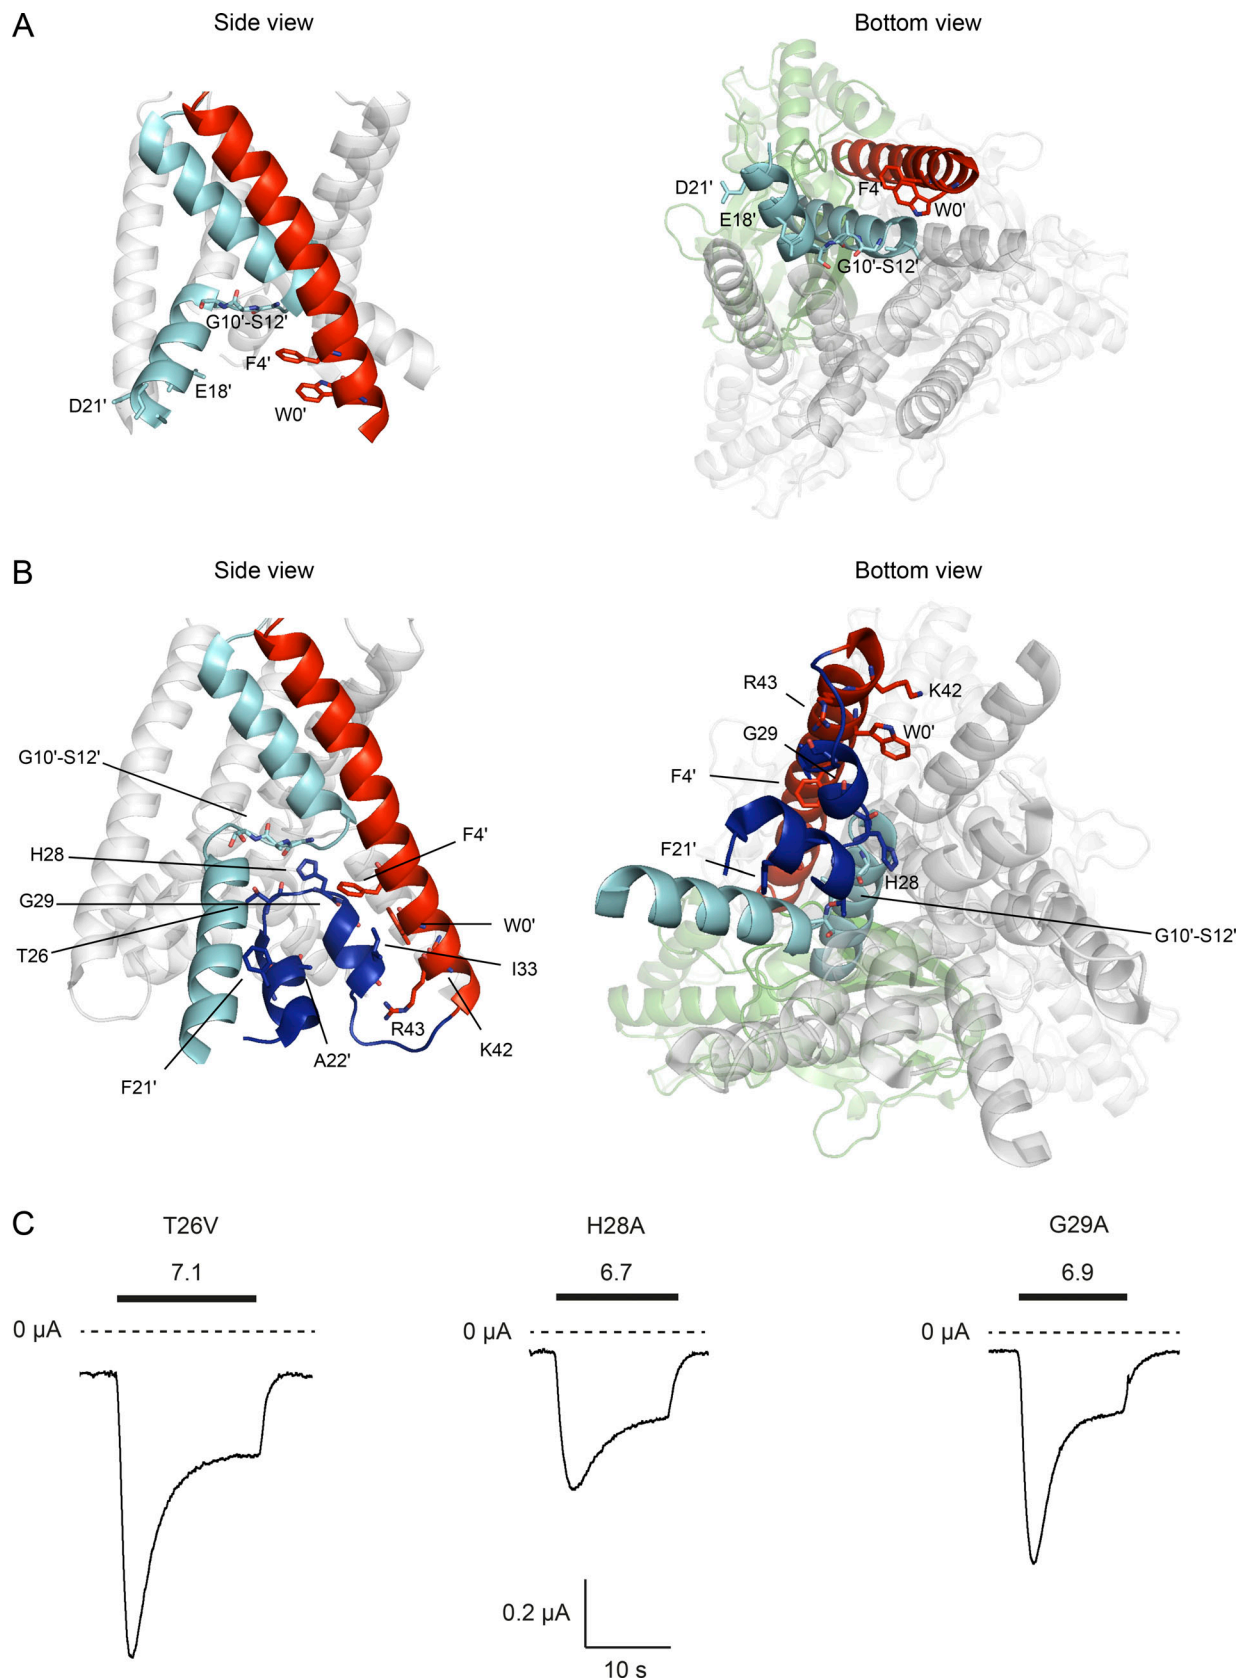 A
Side view
Bottom view
D21'
E18'
G10'-S12'
F4'
W0'
D21'
E18'
F4'
W0'
G10'-S12'
B
Side view
Bottom view
G10'-S12'
H28
G29
T26
F21'
A22'
R43
K42
I33
W0'
F4'
R43
G29
F4'
F21'
K42
W0'
H28
G10'-S12'
C
T26V
H28A
G29A
7.1
6.7
6.9
0 µA
0 µA
0 µA
0.2 µA
10 s